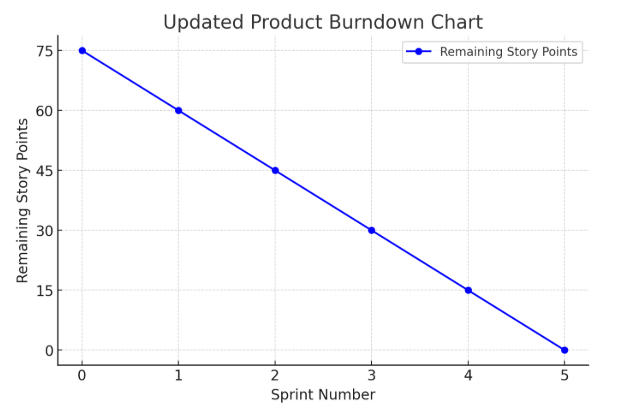 Updated Product Burndown Chart
Remaining Story Points
75
60
45
30
15
0
Remaining Story Points
0 1 2 3 4 5
Sprint Number